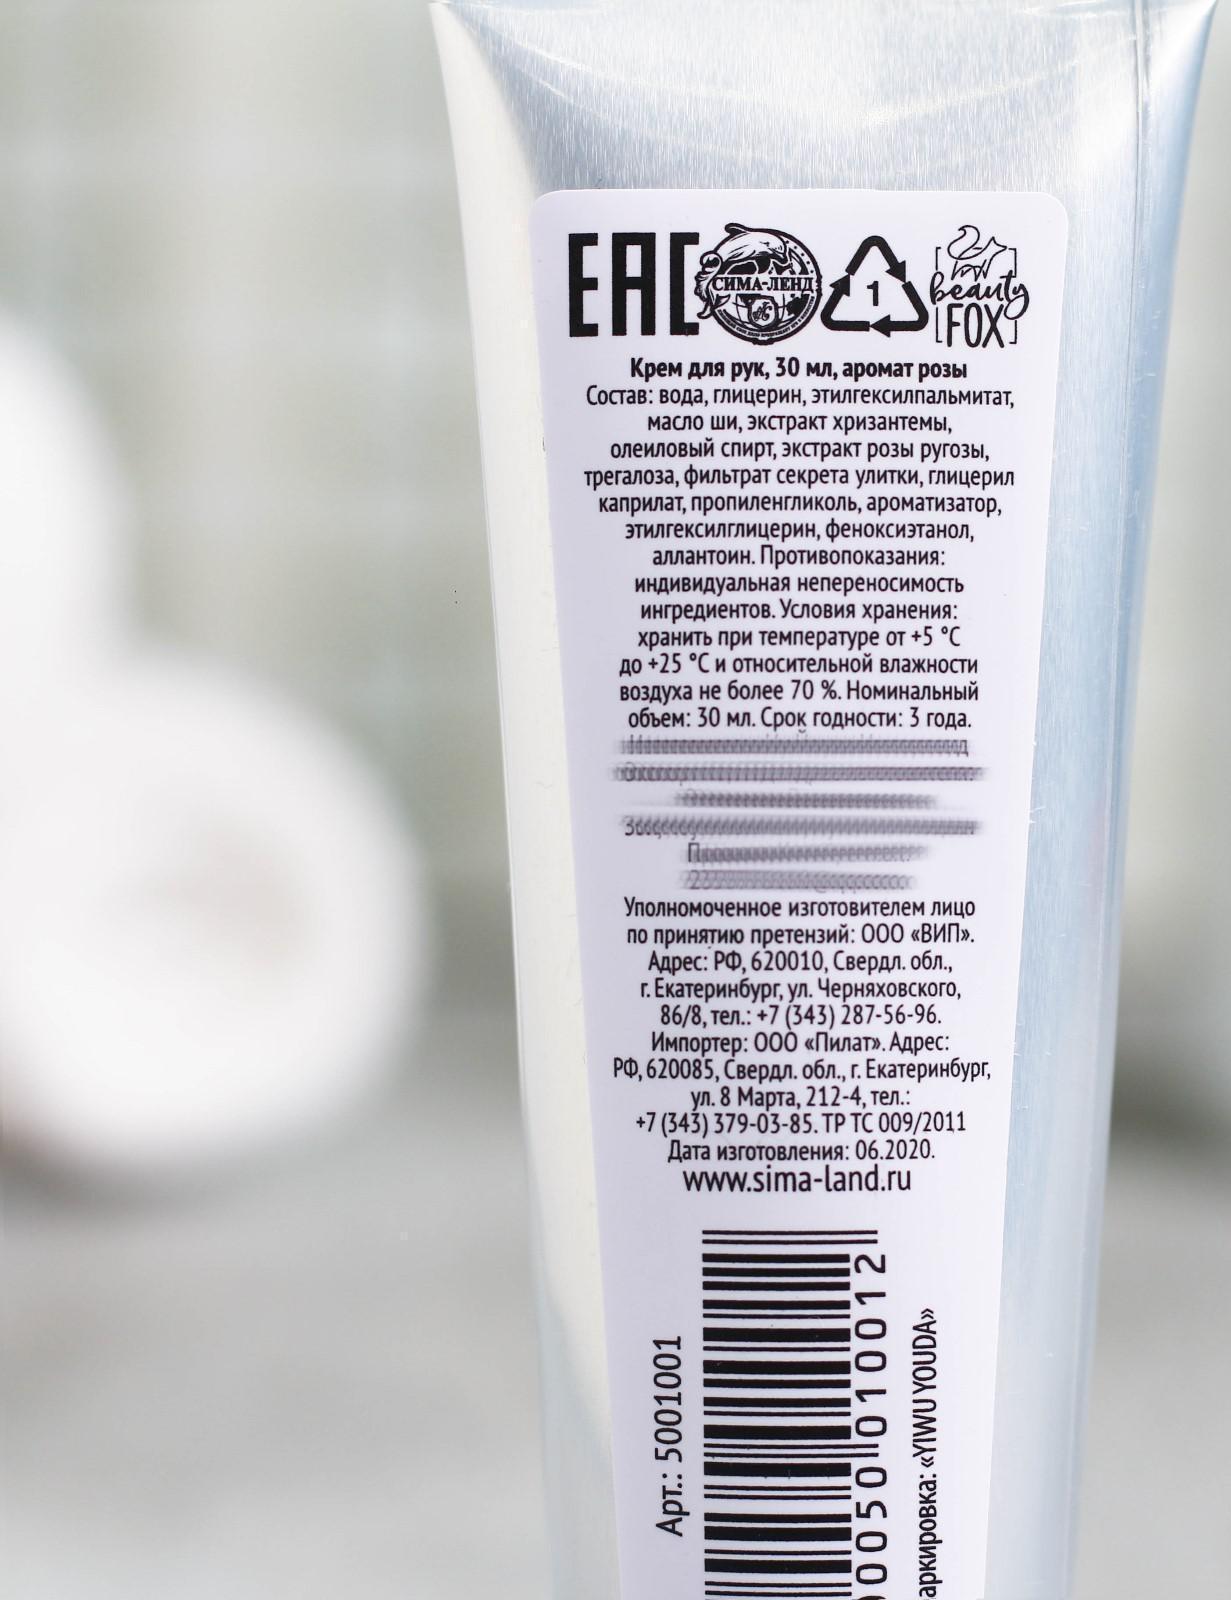 ЕАС
СИМА-ЛЕНД
1
beauty
FOX
Крем для рук, 30 мл, аромат розы
Состав: вода, глицерин, этилгексилпальмитат,
масло ши, экстракт хризантемы,
олеиловый спирт, экстракт розы ругозы,
трегалоза, фильтрат секрета улитки, глицерил
каприлат, пропиленгликоль, ароматизатор,
этилгексилглицерин, феноксиэтанол,
аллантоин. Противопоказания:
индивидуальная непереносимость
ингредиентов. Условия хранения:
хранить при температуре от +5 °C
до +25 °C и относительной влажности
воздуха не более 70 %. Номинальный
объем: 30 мл. Срок годности: 3 года.
Уполномоченное изготовителем лицо
по принятию претензий: ООО «ВИП».
Адрес: РФ, 620010, Свердл. обл.,
г. Екатеринбург, ул. Черняховского,
86/8, тел.: +7 (343) 287-56-96.
Импортер: ООО «Пилат». Адрес:
РФ, 620085, Свердл. обл., г. Екатеринбург,
ул. 8 Марта, 212-4, тел.:
+7 (343) 379-03-85. ТР ТС 009/2011
Дата изготовления: 06.2020.
www.sima-land.ru
Арт.: 5001001
0050 010012
аркировка: «YIWU YOUDA»